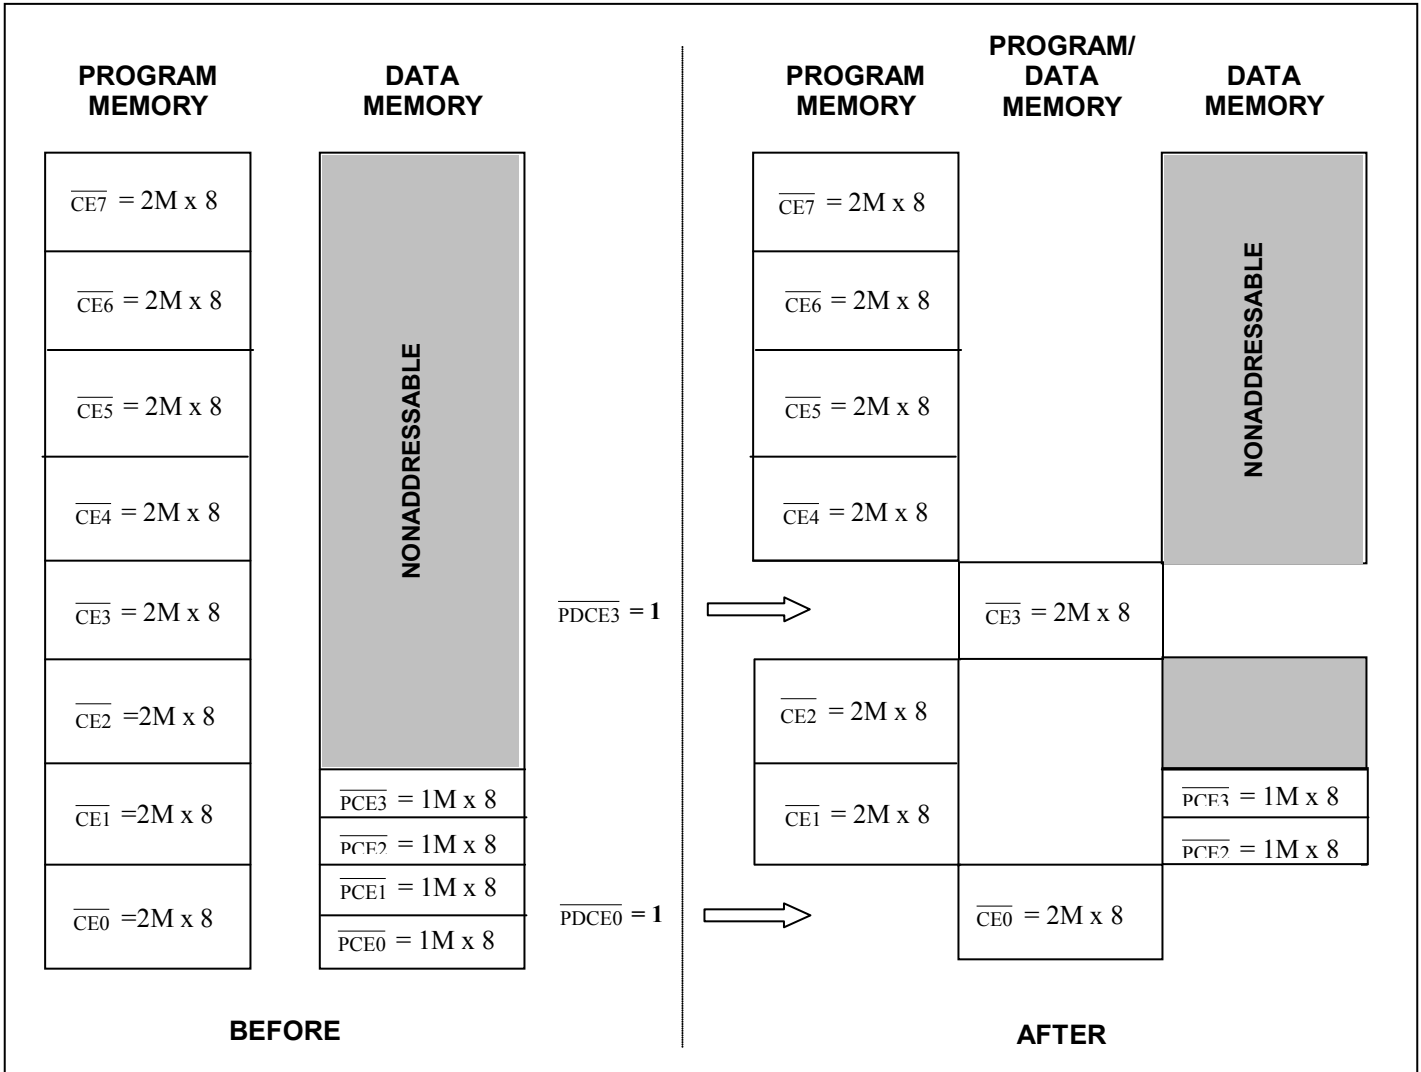 PROGRAM
MEMORY
DATA
MEMORY
CE7 = 2M x 8
CE6 = 2M x 8
CE5 = 2M x 8
CE4 = 2M x 8
CE3 = 2M x 8
CE2 =2M x 8
CE1 =2M x 8
CE0 =2M x 8
NONADDRESSABLE
PCE3 = 1M x 8
PCE2 = 1M x 8
PCE1 = 1M x 8
PCE0 = 1M x 8
BEFORE
PDCE3 = 1
PDCE0 = 1
PROGRAM
MEMORY
PROGRAM/
DATA
MEMORY
DATA
MEMORY
CE7 = 2M x 8
CE6 = 2M x 8
CE5 = 2M x 8
CE4 = 2M x 8
CE2 = 2M x 8
CE1 = 2M x 8
CE3 = 2M x 8
CE0 = 2M x 8
NONADDRESSABLE
PCE3 = 1M x 8
PCE2 = 1M x 8
AFTER